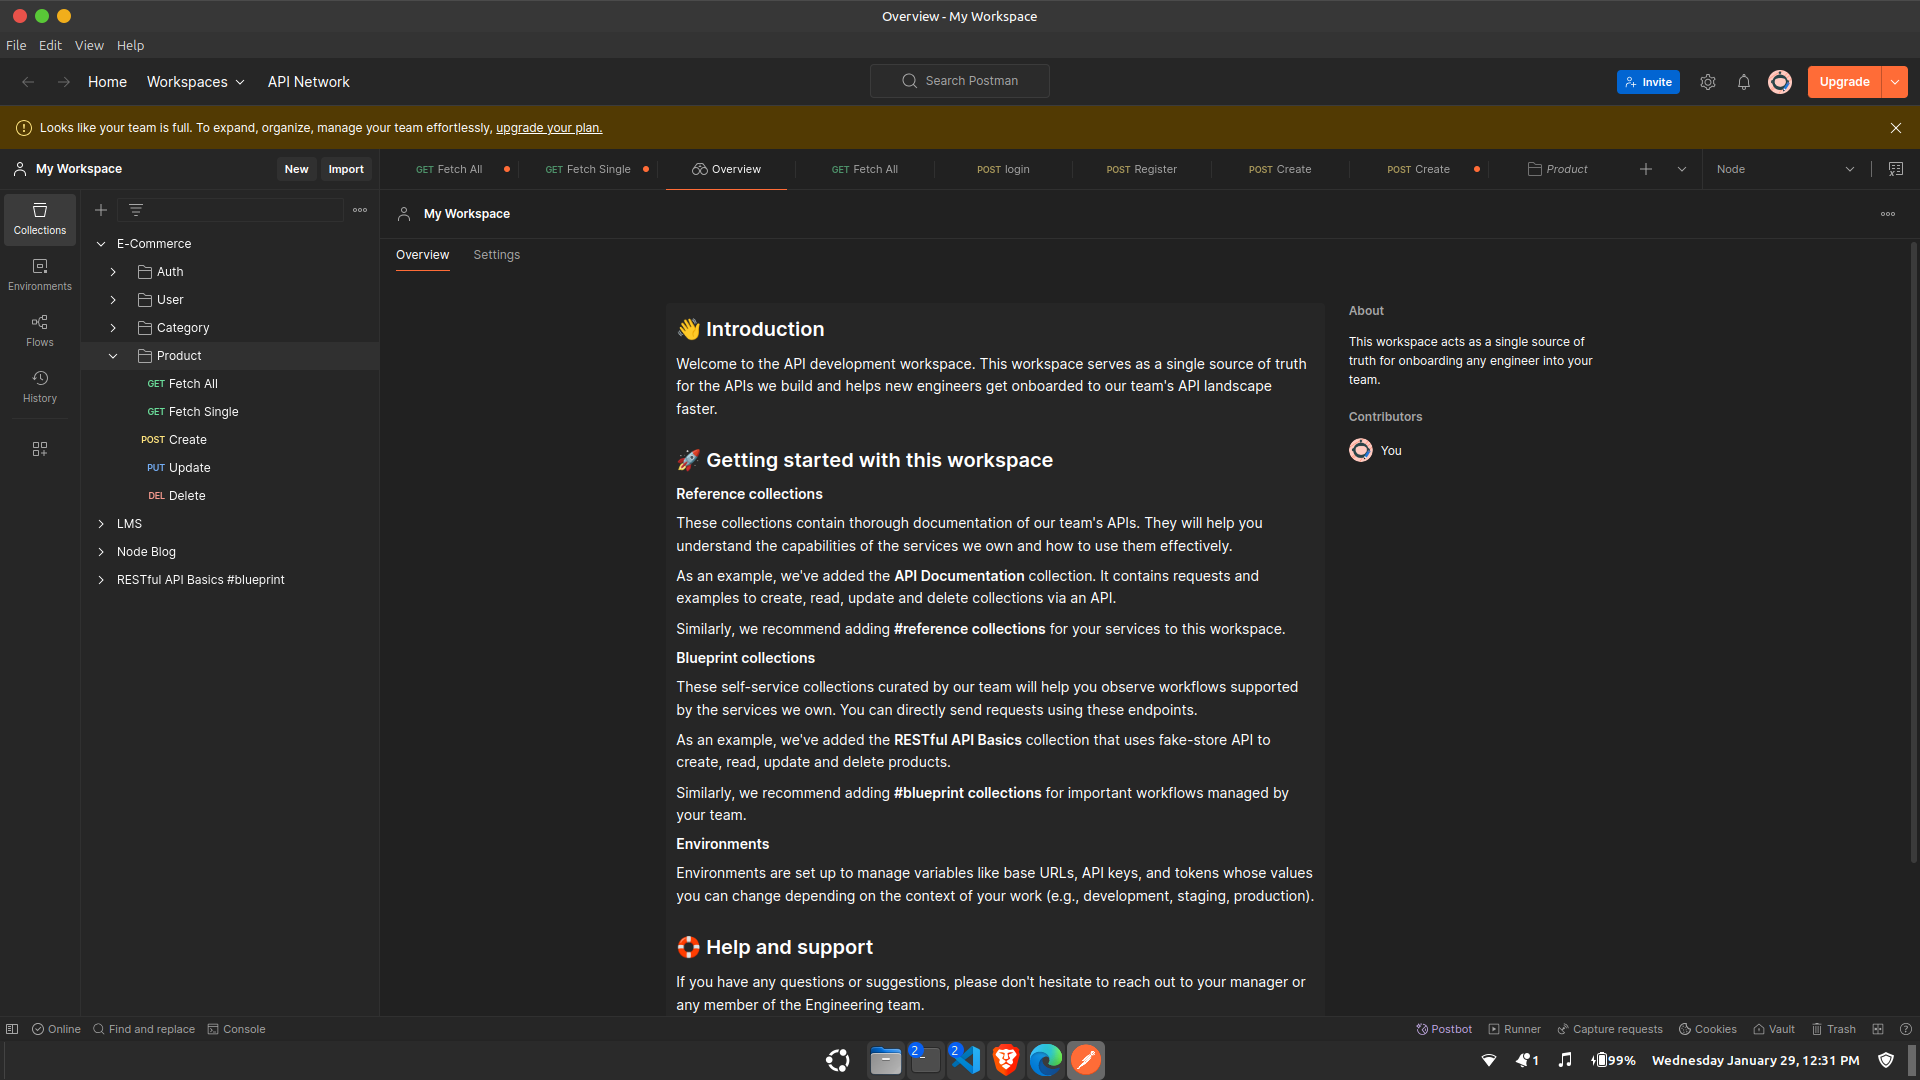 Overview - My Workspace
File Edit View Help
Home Workspaces API Network
Search Postman
Invite
Upgrade
Looks like your team is full. To expand, organize, manage your team effortlessly, upgrade your plan.
My Workspace
New Import
GET Fetch All
GET Fetch Single
Overview
GET Fetch All
POST login
POST Register
POST Create
POST Create
Product
Node
Collections
Environments
Flows
History
E-Commerce
Auth
User
Category
Product
GET Fetch All
GET Fetch Single
POST Create
PUT Update
DEL Delete
LMS
Node Blog
RESTful API Basics #blueprint
My Workspace
Overview Settings
👋 Introduction
Welcome to the API development workspace. This workspace serves as a single source of truth
for the APIs we build and helps new engineers get onboarded to our team's API landscape
faster.
🚀 Getting started with this workspace
Reference collections
These collections contain thorough documentation of our team's APIs. They will help you
understand the capabilities of the services we own and how to use them effectively.
As an example, we've added the API Documentation collection. It contains requests and
examples to create, read, update and delete collections via an API.
Similarly, we recommend adding #reference collections for your services to this workspace.
Blueprint collections
These self-service collections curated by our team will help you observe workflows supported
by the services we own. You can directly send requests using these endpoints.
As an example, we've added the RESTful API Basics collection that uses fake-store API to
create, read, update and delete products.
Similarly, we recommend adding #blueprint collections for important workflows managed by
your team.
Environments
Environments are set up to manage variables like base URLs, API keys, and tokens whose values
you can change depending on the context of your work (e.g., development, staging, production).
🛟 Help and support
If you have any questions or suggestions, please don't hesitate to reach out to your manager or
any member of the Engineering team.
About
This workspace acts as a single source of
truth for onboarding any engineer into your
team.
Contributors
You
Online Find and replace Console
Postbot Runner Capture requests Cookies Vault Trash
2
2
1
99%
Wednesday January 29, 12:31 PM